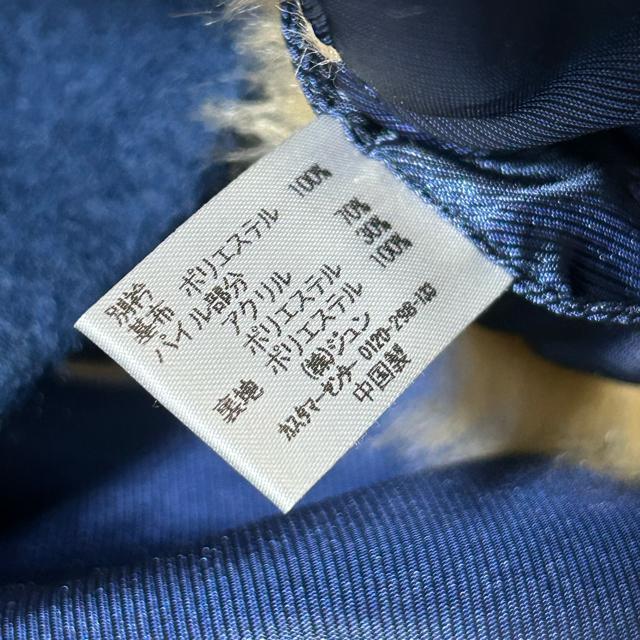 別衿
基布 ポリエステル 100%
パイル部分
アクリル 70%
ポリエステル 30%
裏地 ポリエステル 100%
(株)ジュン
カスタマーセンター 0120-298-133
中国製